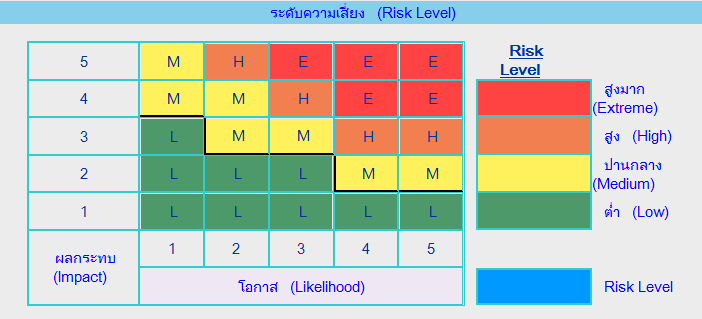 ระดับความเสี่ยง (Risk Level)
5 M H E E E
4 M M H E E
3 L M M H H
2 L L L M M
1 L L L L L
ผลกระทบ
(Impact)
1 2 3 4 5
โอกาส (Likelihood)
Risk
Level
สูงมาก
(Extreme)
สูง (High)
ปานกลาง
(Medium)
ต่ำ (Low)
Risk Level